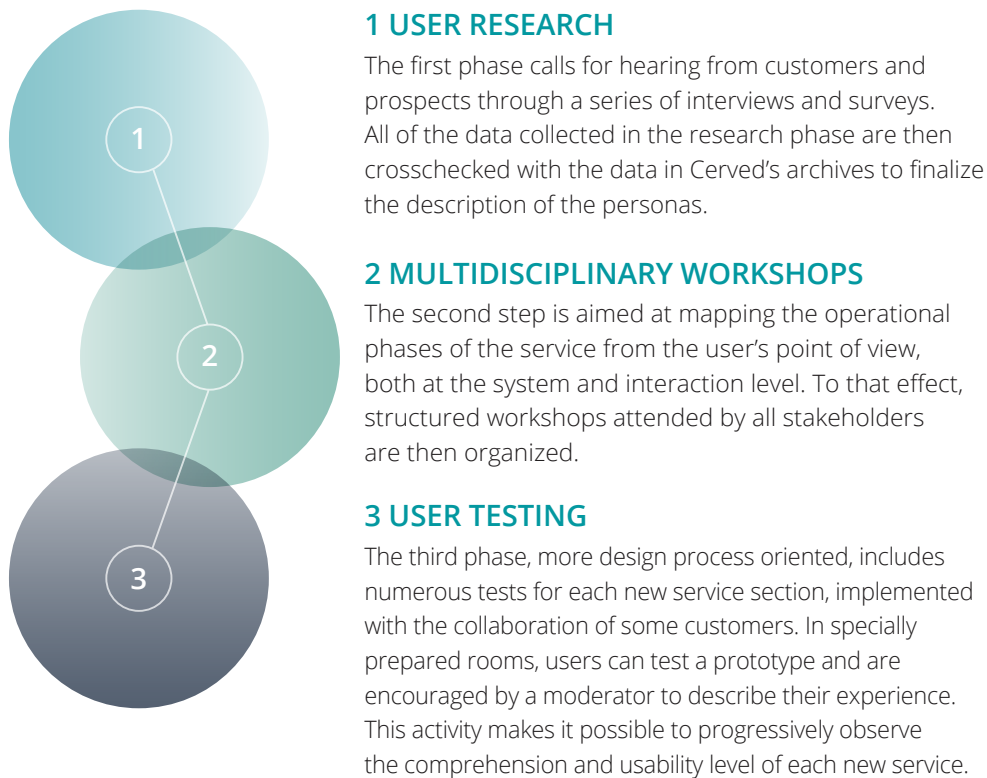 1
2
3
1 USER RESEARCH
The first phase calls for hearing from customers and
prospects through a series of interviews and surveys.
All of the data collected in the research phase are then
crosschecked with the data in Cerved’s archives to finalize
the description of the personas.
2 MULTIDISCIPLINARY WORKSHOPS
The second step is aimed at mapping the operational
phases of the service from the user’s point of view,
both at the system and interaction level. To that effect,
structured workshops attended by all stakeholders
are then organized.
3 USER TESTING
The third phase, more design process oriented, includes
numerous tests for each new service section, implemented
with the collaboration of some customers. In specially
prepared rooms, users can test a prototype and are
encouraged by a moderator to describe their experience.
This activity makes it possible to progressively observe
the comprehension and usability level of each new service.